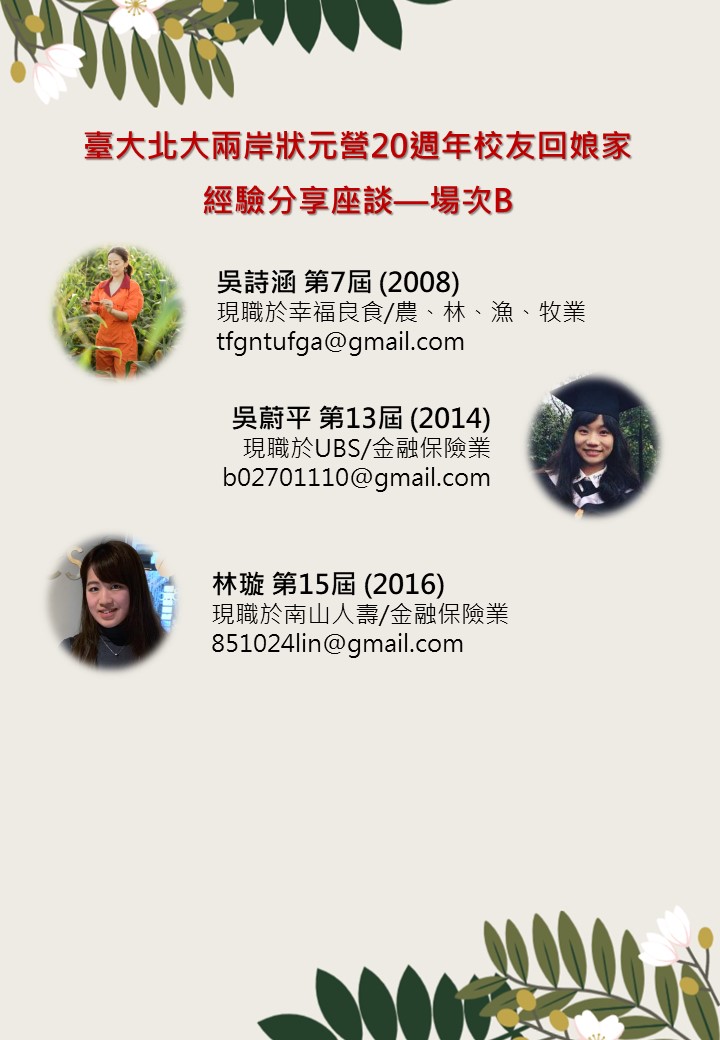 臺大北大兩岸狀元營20週年校友回娘家
經驗分享座談—場次B
吳詩涵 第7屆 (2008)
現職於幸福良食/農、林、漁、牧業
tfgntufga@gmail.com
吳蔚平 第13屆 (2014)
現職於UBS/金融保險業
b02701110@gmail.com
林璇 第15屆 (2016)
現職於南山人壽/金融保險業
851024lin@gmail.com